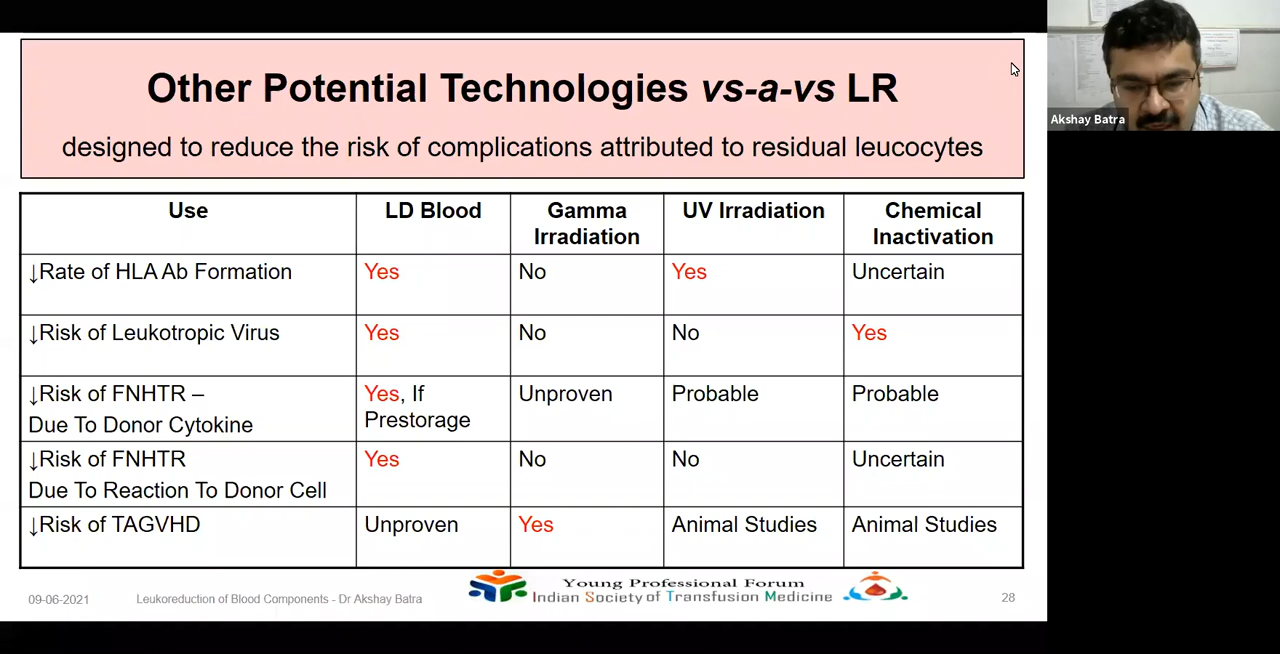 Other Potential Technologies vs-a-vs LR
designed to reduce the risk of complications attributed to residual leucocytes
Akshay Batra
Use
LD Blood
Gamma
Irradiation
UV Irradiation
Chemical
Inactivation
↓Rate of HLA Ab Formation
Yes
No
Yes
Uncertain
↓Risk of Leukotropic Virus
Yes
No
No
Yes
↓Risk of FNHTR –
Due To Donor Cytokine
Yes, If
Prestorage
Unproven
Probable
Probable
↓Risk of FNHTR
Due To Reaction To Donor Cell
Yes
No
No
Uncertain
↓Risk of TAGVHD
Unproven
Yes
Animal Studies
Animal Studies
09-06-2021
Leukoreduction of Blood Components - Dr Akshay Batra
Young Professional Forum
Indian Society of Transfusion Medicine
28